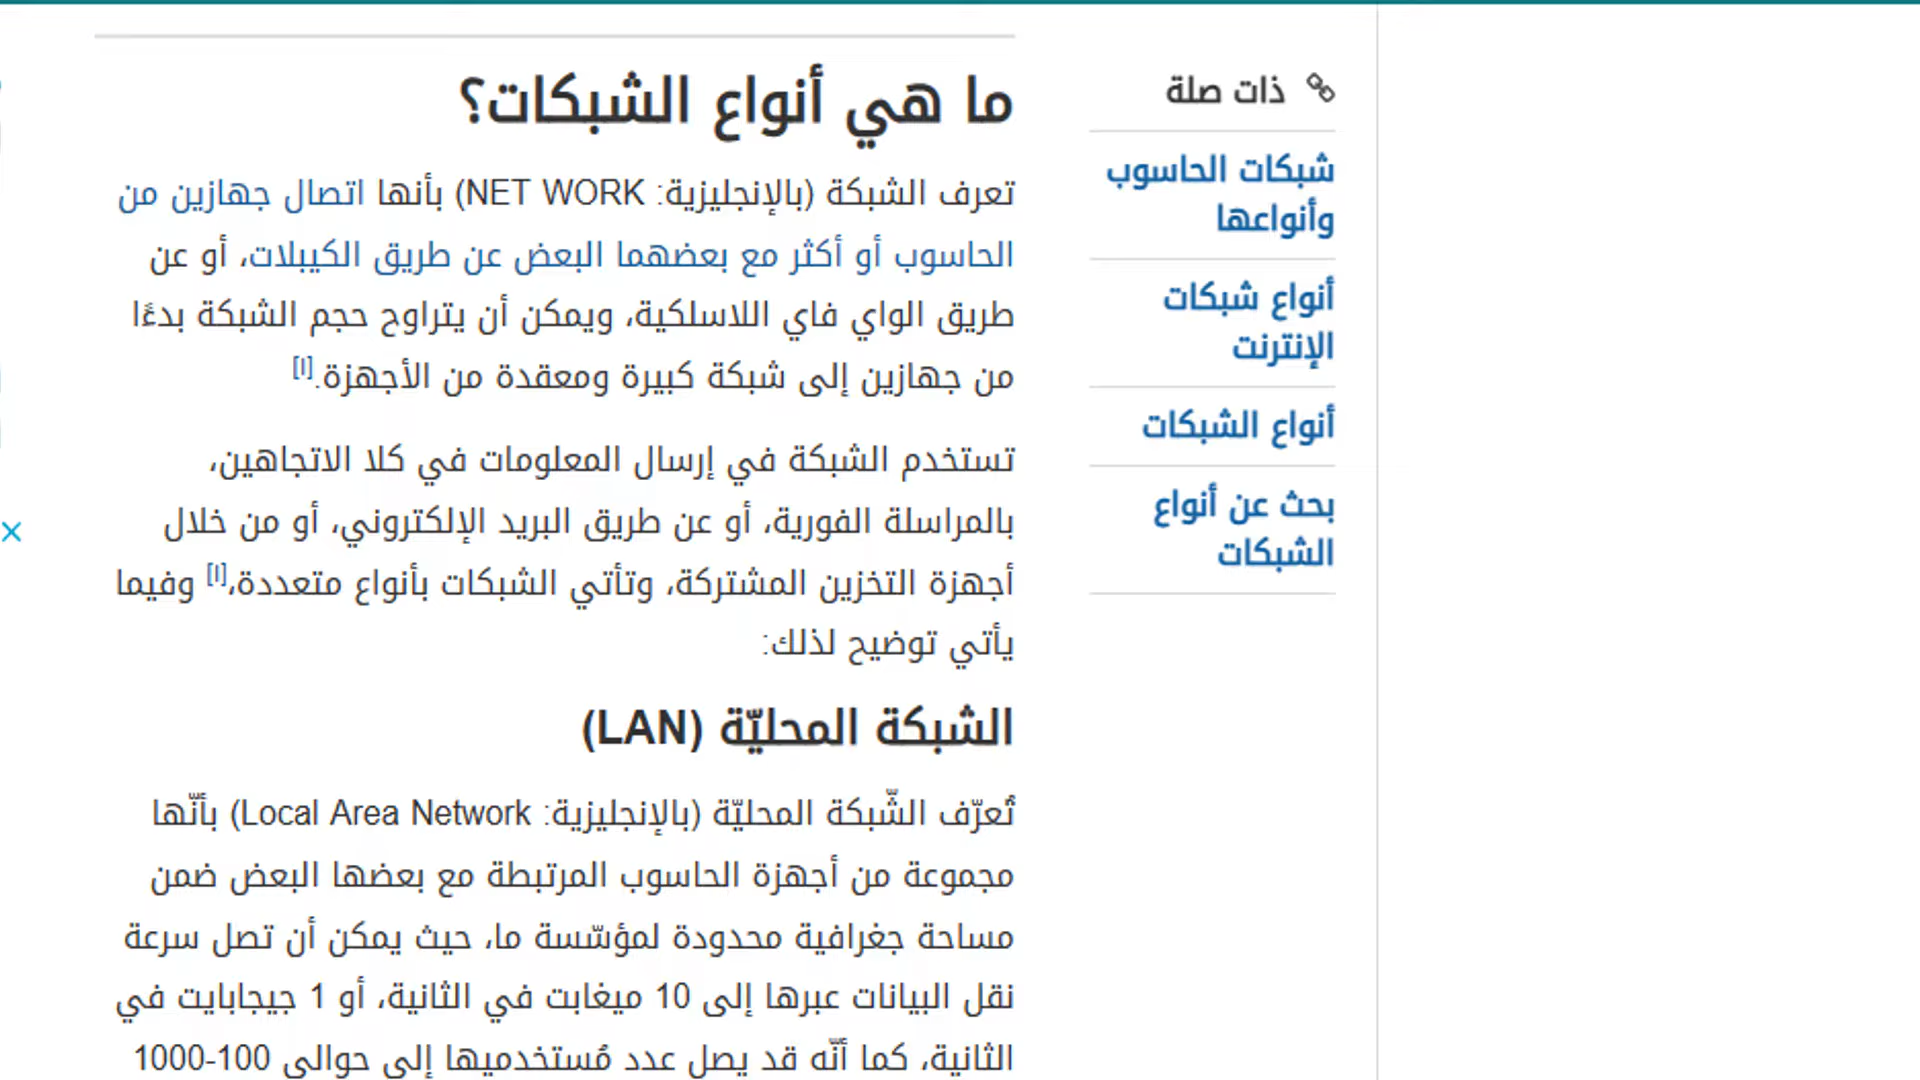 ذات صلة
شبكات الحاسوب
وأنواعها
أنواع شبكات
الإنترنت
أنواع الشبكات
بحث عن أنواع
الشبكات
ما هي أنواع الشبكات؟
تعرف الشبكة (بالإنجليزية: NET WORK) بأنها اتصال جهازين من
الحاسوب أو أكثر مع بعضهما البعض عن طريق الكيبلات، أو عن
طريق الواي فاي اللاسلكية، ويمكن أن يتراوح حجم الشبكة بدءًا
من جهازين إلى شبكة كبيرة ومعقدة من الأجهزة.[١]
تستخدم الشبكة في إرسال المعلومات في كلا الاتجاهين،
بالمراسلة الفورية، أو عن طريق البريد الإلكتروني، أو من خلال
أجهزة التخزين المشتركة، وتأتي الشبكات بأنواع متعددة،[١] وفيما
يأتي توضيح لذلك:
الشبكة المحليّة (LAN)
تُعرّف الشّبكة المحليّة (بالإنجليزية: Local Area Network) بأنّها
مجموعة من أجهزة الحاسوب المرتبطة مع بعضها البعض ضمن
مساحة جغرافية محدودة لمؤسّسة ما، حيث يمكن أن تصل سرعة
نقل البيانات عبرها إلى 10 ميغابت في الثانية، أو 1 جيجابايت في
الثانية، كما أنّه قد يصل عدد مُستخدميها إلى حوالي 100-1000